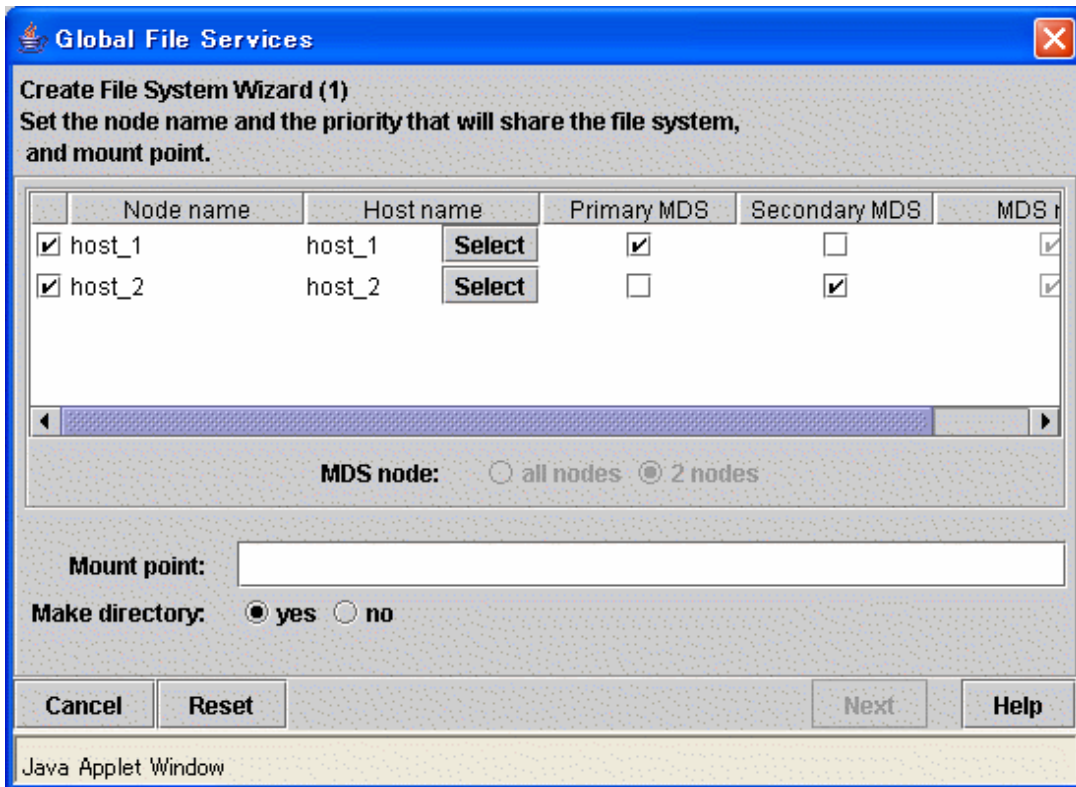 Global File Services
Create File System Wizard (1)
Set the node name and the priority that will share the file system,
and mount point.
Node name Host name Primary MDS Secondary MDS MDS
host_1 host_1 Select
host_2 host_2 Select
MDS node: all nodes 2 nodes
Mount point:
Make directory: yes no
Cancel Reset Next Help
Java Applet Window